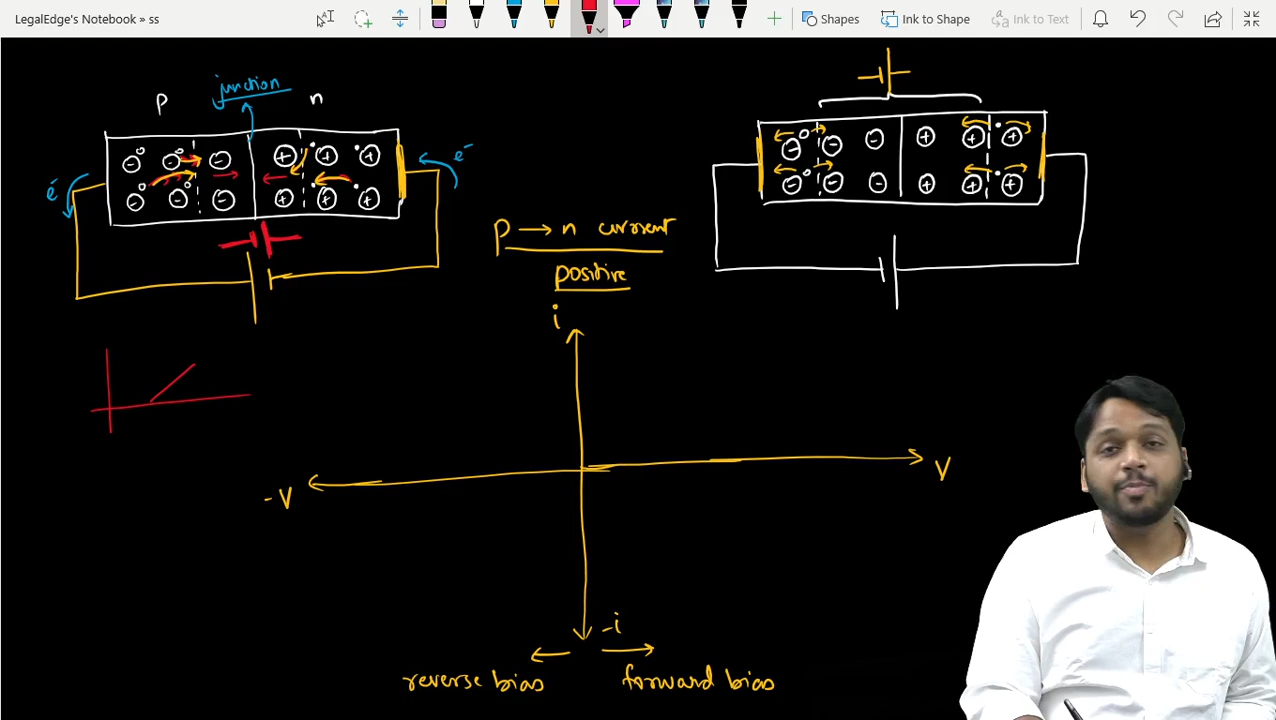 LegalEdge's Notebook » ss
Shapes
Ink to Shape
Ink to Text
junction
p
n
e⁻
e⁻
p → n current
positive
i
V
-V
-i
reverse bias
forward bias